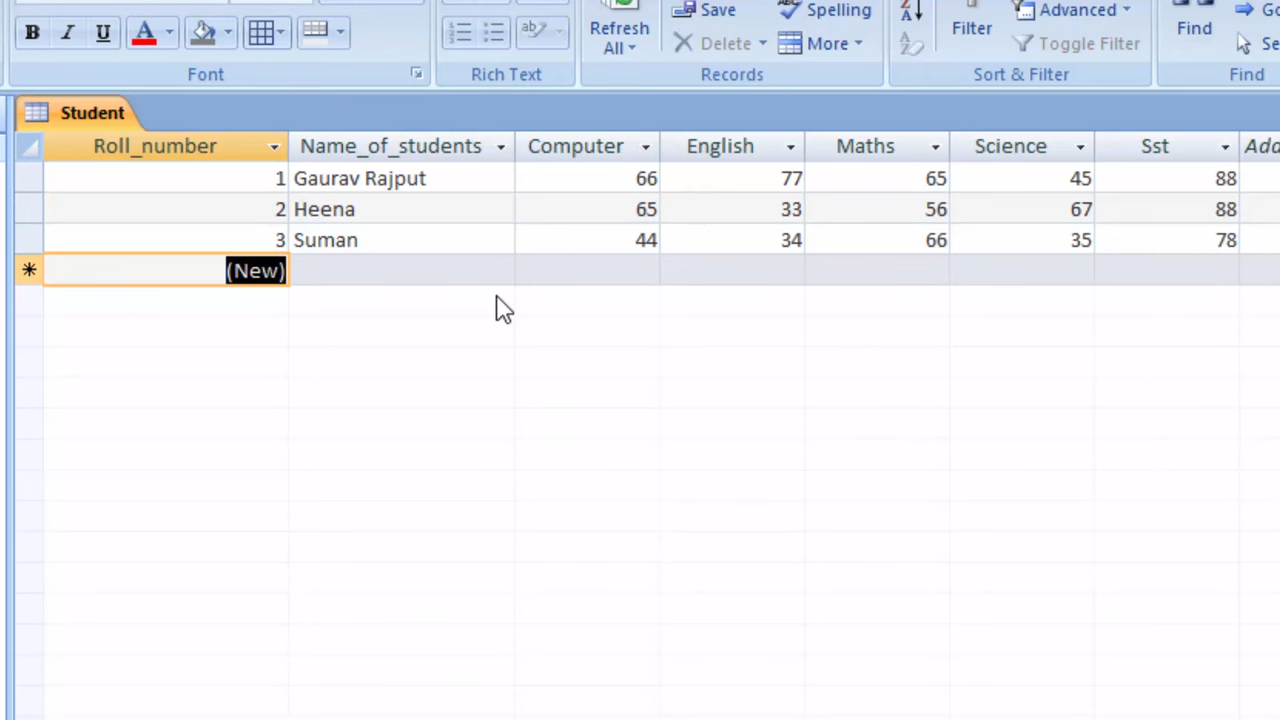 B I U A
Save
Spelling
Refresh
All
Delete
More
Advanced
Filter
Toggle Filter
Find
Font
Rich Text
Records
Sort & Filter
Find
Student
Roll_number Name_of_students Computer English Maths Science Sst
1 Gaurav Rajput 66 77 65 45 88
2 Heena 65 33 56 67 88
3 Suman 44 34 66 35 78
* (New)